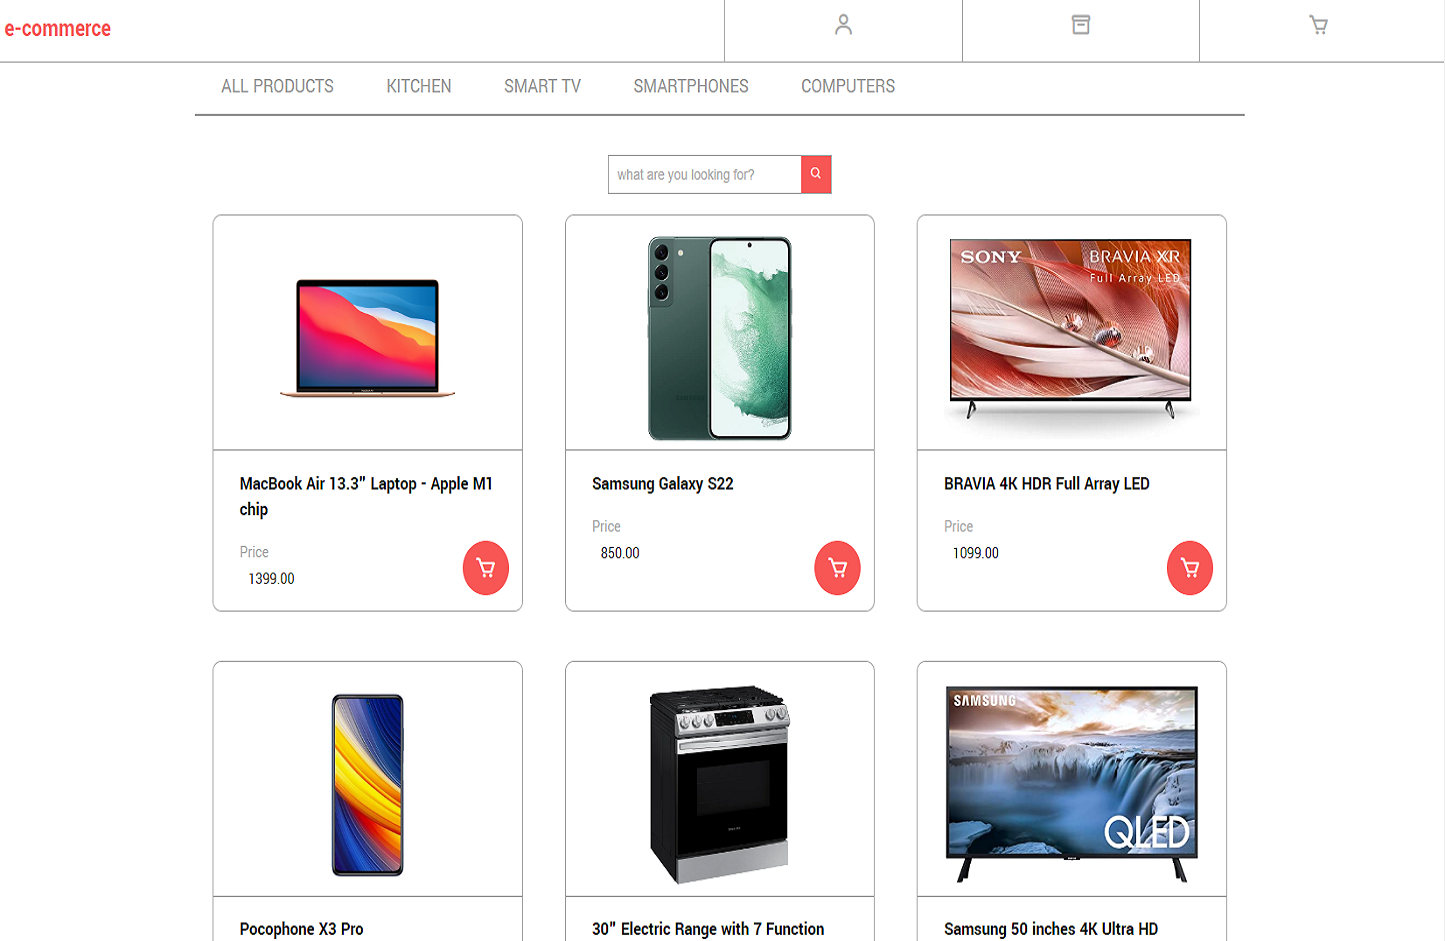 e-commerce
ALL PRODUCTS KITCHEN SMART TV SMARTPHONES COMPUTERS
what are you looking for?
SONY BRAVIA XR
Full Array LED
MacBook Air 13.3" Laptop - Apple M1
chip
Price
1399.00
Samsung Galaxy S22
Price
850.00
BRAVIA 4K HDR Full Array LED
Price
1099.00
SAMSUNG
QLED
Pocophone X3 Pro
30" Electric Range with 7 Function
Samsung 50 inches 4K Ultra HD